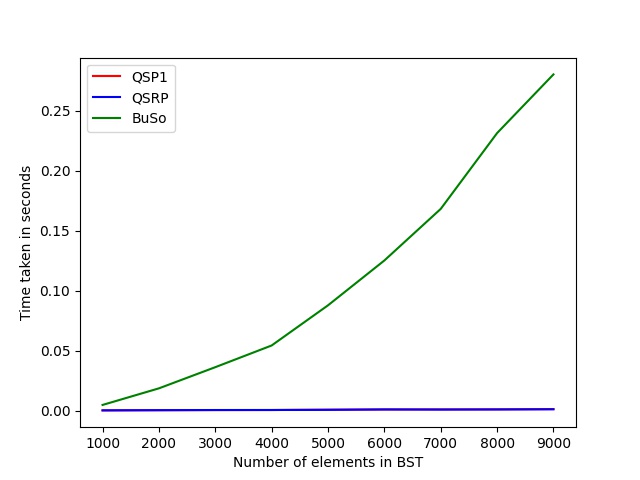 QSP1
QSRP
BuSo
0.25
0.20
0.15
0.10
0.05
0.00
Time taken in seconds
1000 2000 3000 4000 5000 6000 7000 8000 9000
Number of elements in BST